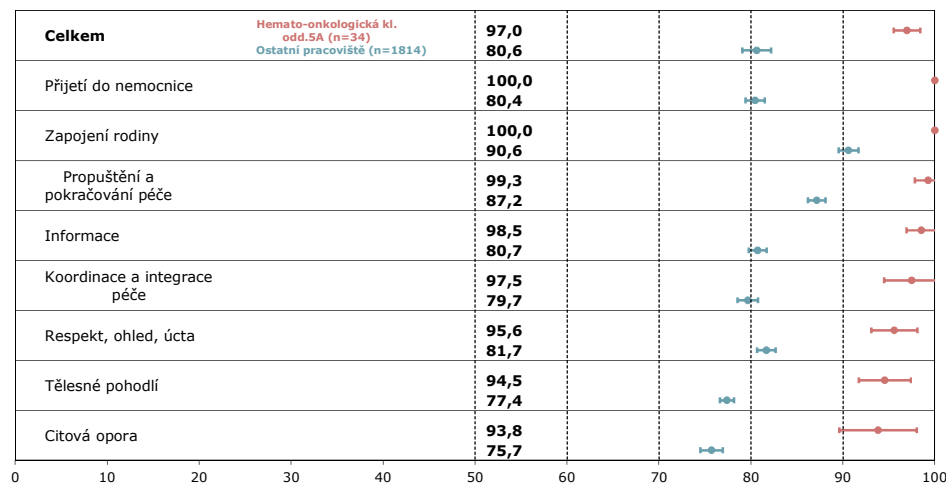 Celkem
Hemato-onkologická kl.
odd.5A (n=34)
Ostatní pracoviště (n=1814)
97,0
80,6
Přijetí do nemocnice
100,0
80,4
Zapojení rodiny
100,0
90,6
Propuštění a
pokračování péče
99,3
87,2
Informace
98,5
80,7
Koordinace a integrace
péče
97,5
79,7
Respekt, ohled, úcta
95,6
81,7
Tělesné pohodlí
94,5
77,4
Citová opora
93,8
75,7
0 10 20 30 40 50 60 70 80 90 100